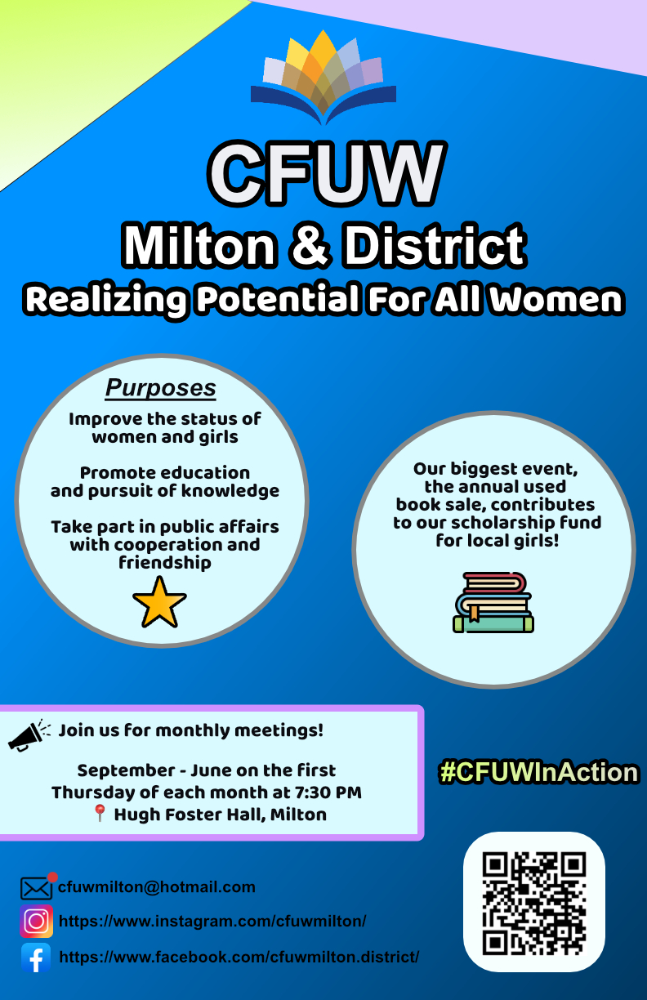 CFUW
Milton & District
Realizing Potential For All Women
Purposes
Improve the status of
women and girls
Promote education
and pursuit of knowledge
Take part in public affairs
with cooperation and
friendship
Our biggest event,
the annual used
book sale, contributes
to our scholarship fund
for local girls!
Join us for monthly meetings!
September - June on the first
Thursday of each month at 7:30 PM
Hugh Foster Hall, Milton
#CFUWInAction
cfuwmilton@hotmail.com
https://www.instagram.com/cfuwmilton/
https://www.facebook.com/cfuwmilton.district/